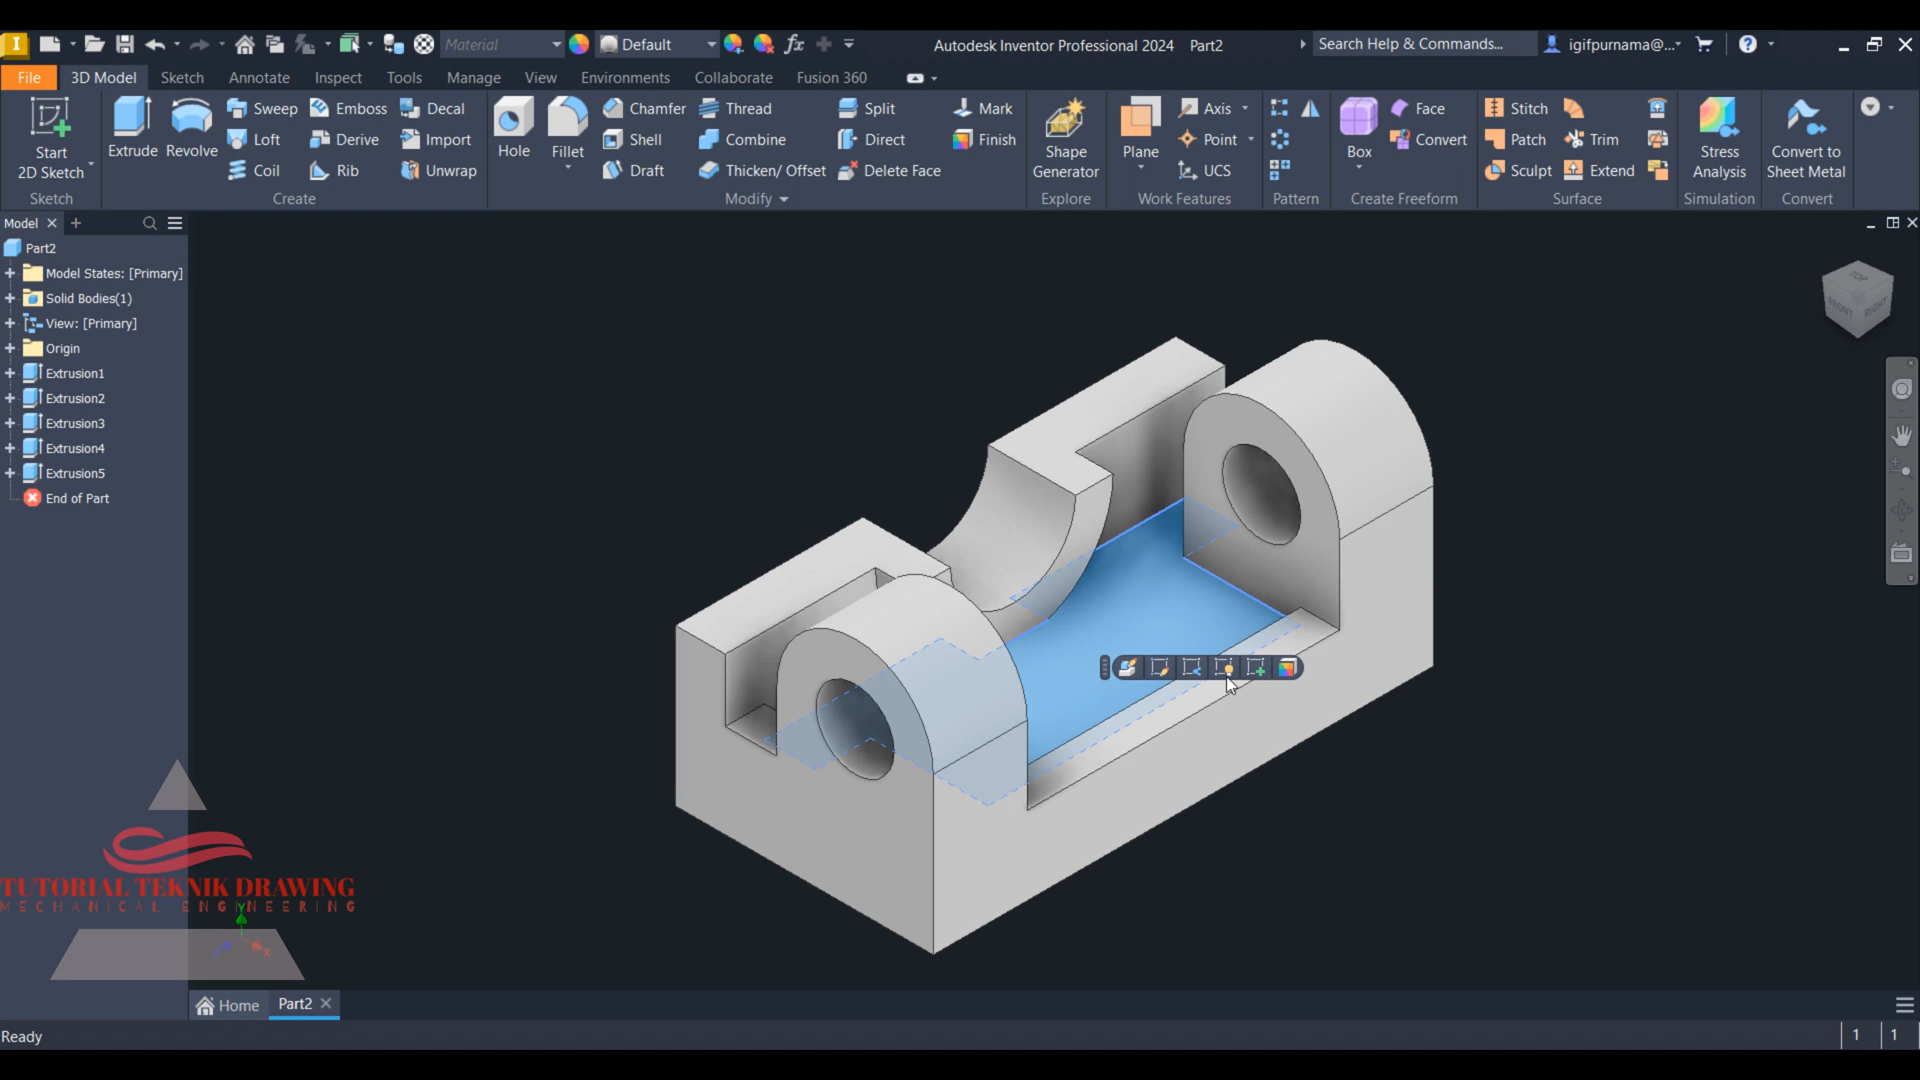 Material
Default
fx
Autodesk Inventor Professional 2024 Part2
Search Help & Commands...
igifpurnama@...
File 3D Model Sketch Annotate Inspect Tools Manage View Environments Collaborate Fusion 360
Start 2D Sketch
Extrude
Revolve
Sweep
Loft
Coil
Emboss
Derive
Rib
Decal
Import
Unwrap
Hole
Fillet
Chamfer
Shell
Draft
Thread
Combine
Thicken/ Offset
Split
Direct
Delete Face
Mark
Finish
Shape Generator
Plane
Axis
Point
UCS
Box
Face
Convert
Stitch
Patch
Sculpt
Trim
Extend
Stress Analysis
Convert to Sheet Metal
Sketch Create Modify Explore Work Features Pattern Create Freeform Surface Simulation Convert
Model
Part2
Model States: [Primary]
Solid Bodies(1)
View: [Primary]
Origin
Extrusion1
Extrusion2
Extrusion3
Extrusion4
Extrusion5
End of Part
TOP
FRONT
RIGHT
TUTORIAL TEKNIK DRAWING
MECHANICAL ENGINEERING
Y
X
Home Part2
Ready
1 1